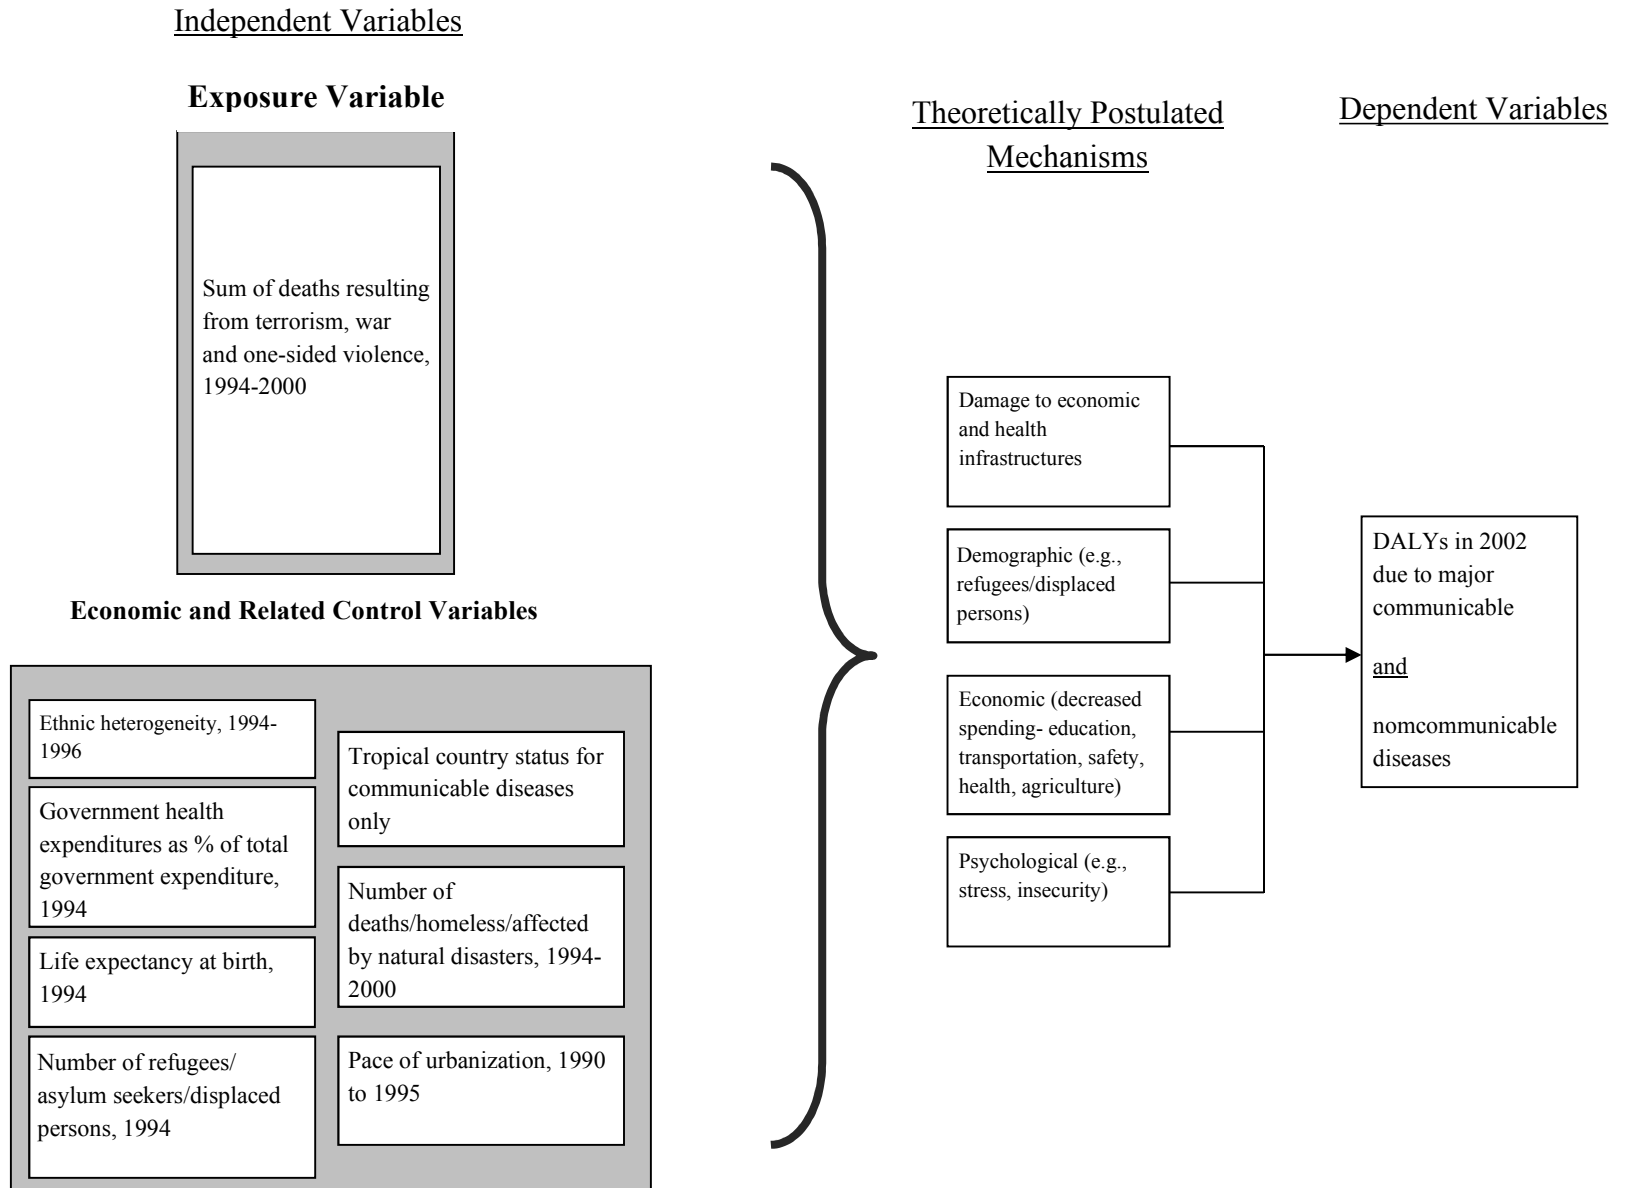 Independent Variables
Exposure Variable
Sum of deaths resulting
from terrorism, war
and one-sided violence,
1994-2000
Economic and Related Control Variables
Ethnic heterogeneity, 1994-
1996
Government health
expenditures as % of total
government expenditure,
1994
Life expectancy at birth,
1994
Number of refugees/
asylum seekers/displaced
persons, 1994
Tropical country status for
communicable diseases
only
Number of
deaths/homeless/affected
by natural disasters, 1994-
2000
Pace of urbanization, 1990
to 1995
Theoretically Postulated
Mechanisms
Damage to economic
and health
infrastructures
Demographic (e.g.,
refugees/displaced
persons)
Economic (decreased
spending- education,
transportation, safety,
health, agriculture)
Psychological (e.g.,
stress, insecurity)
Dependent Variables
DALYs in 2002
due to major
communicable
and
nomcommunicable
diseases